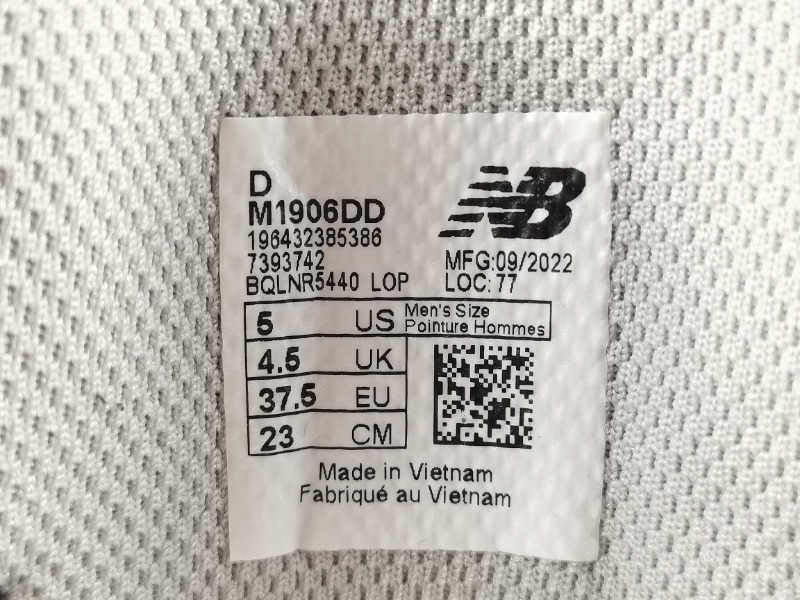 D
M1906DD
196432385386
7393742
BQLNR5440 LOP
NB
MFG:09/2022
LOC:77
5 US Men's Size
Pointure Hommes
4.5 UK
37.5 EU
23 CM
Made in Vietnam
Fabriqué au Vietnam